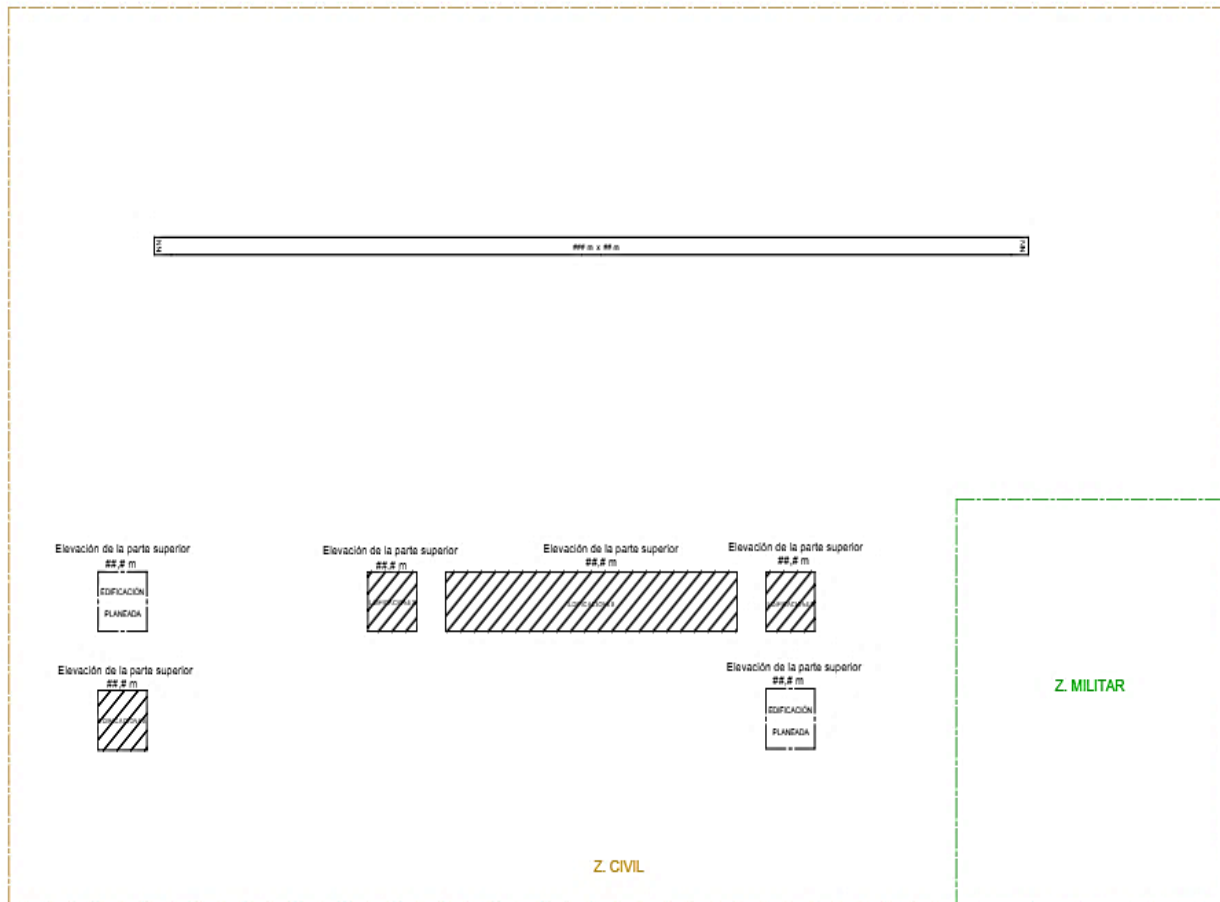 ### m x ## m
Elevación de la parte superior
##,# m
EDIFICACIÓN
PLANEADA
Elevación de la parte superior
##,# m
Elevación de la parte superior
##,# m
Elevación de la parte superior
##,# m
Elevación de la parte superior
##,# m
Elevación de la parte superior
##,# m
EDIFICACIÓN
PLANEADA
Z. MILITAR
Z. CIVIL